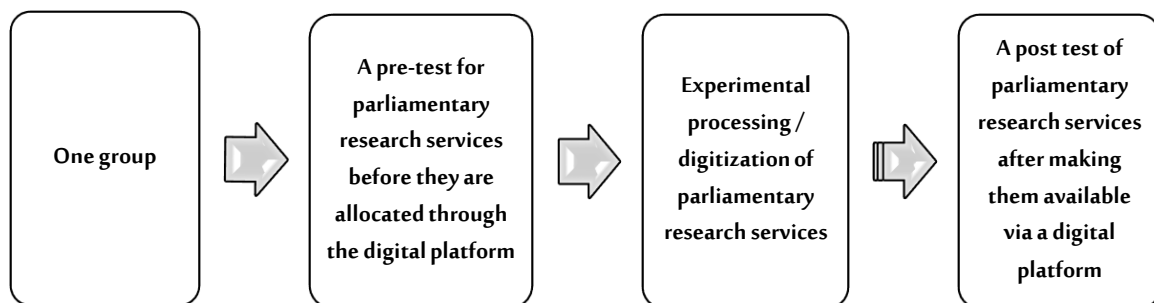 One group
A pre-test for
parliamentary
research services
before they are
allocated through
the digital platform
Experimental
processing /
digitization of
parliamentary
research services
A post test of
parliamentary
research services
after making
them available
via a digital
platform